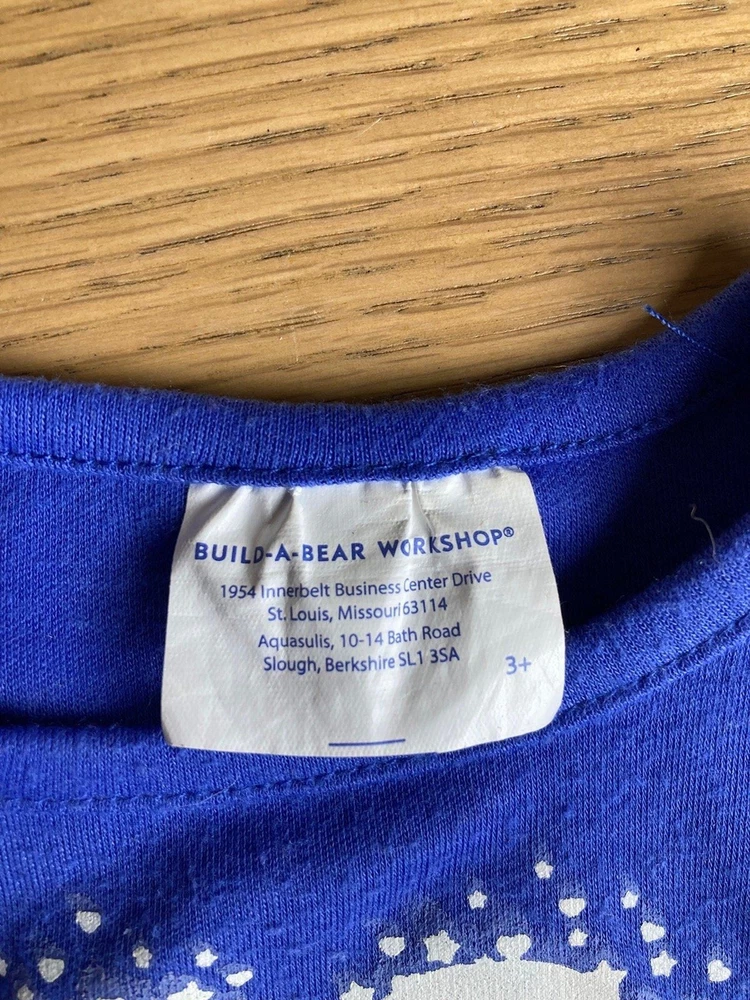 BUILD-A-BEAR WORKSHOP®
1954 Innerbelt Business Center Drive
St. Louis, Missouri 63114
Aquasulis, 10-14 Bath Road
Slough, Berkshire SL1 3SA
3+